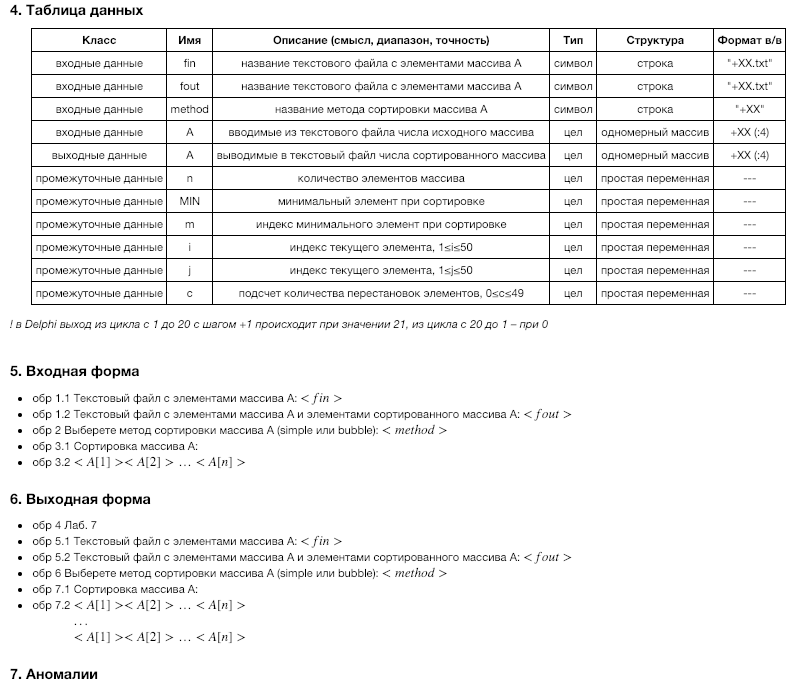 4. Таблица данных
Класс Имя Описание (смысл, диапазон, точность) Тип Структура Формат в/в
входные данные fin название текстового файла с элементами массива А символ строка "+XX.txt"
входные данные fout название текстового файла с элементами массива А символ строка "+XX.txt"
входные данные method название метода сортировки массива А символ строка "+XX"
входные данные A вводимые из текстового файла числа исходного массива цел одномерный массив +XX (:4)
выходные данные A выводимые в текстовый файл числа сортированного массива цел одномерный массив +XX (:4)
промежуточные данные n количество элементов массива цел простая переменная ---
промежуточные данные MIN минимальный элемент при сортировке цел простая переменная ---
промежуточные данные m индекс минимального элемент при сортировке цел простая переменная ---
промежуточные данные i индекс текущего элемента, 1≤i≤50 цел простая переменная ---
промежуточные данные j индекс текущего элемента, 1≤j≤50 цел простая переменная ---
промежуточные данные c подсчет количества перестановок элементов, 0≤c≤49 цел простая переменная ---
! в Delphi выход из цикла с 1 до 20 с шагом +1 происходит при значении 21, из цикла с 20 до 1 – при 0
5. Входная форма
• обр 1.1 Текстовый файл с элементами массива А: < fin >
• обр 1.2 Текстовый файл с элементами массива А и элементами сортированного массива А: < fout >
• обр 2 Выберете метод сортировки массива А (simple или bubble): < method >
• обр 3.1 Сортировка массива А:
• обр 3.2 < A[1] >< A[2] > … < A[n] >
6. Выходная форма
• обр 4 Лаб. 7
• обр 5.1 Текстовый файл с элементами массива А: < fin >
• обр 5.2 Текстовый файл с элементами массива А и элементами сортированного массива А: < fout >
• обр 6 Выберете метод сортировки массива А (simple или bubble): < method >
• обр 7.1 Сортировка массива А:
• обр 7.2 < A[1] >< A[2] > … < A[n] >
…
< A[1] >< A[2] > … < A[n] >
7. Аномалии